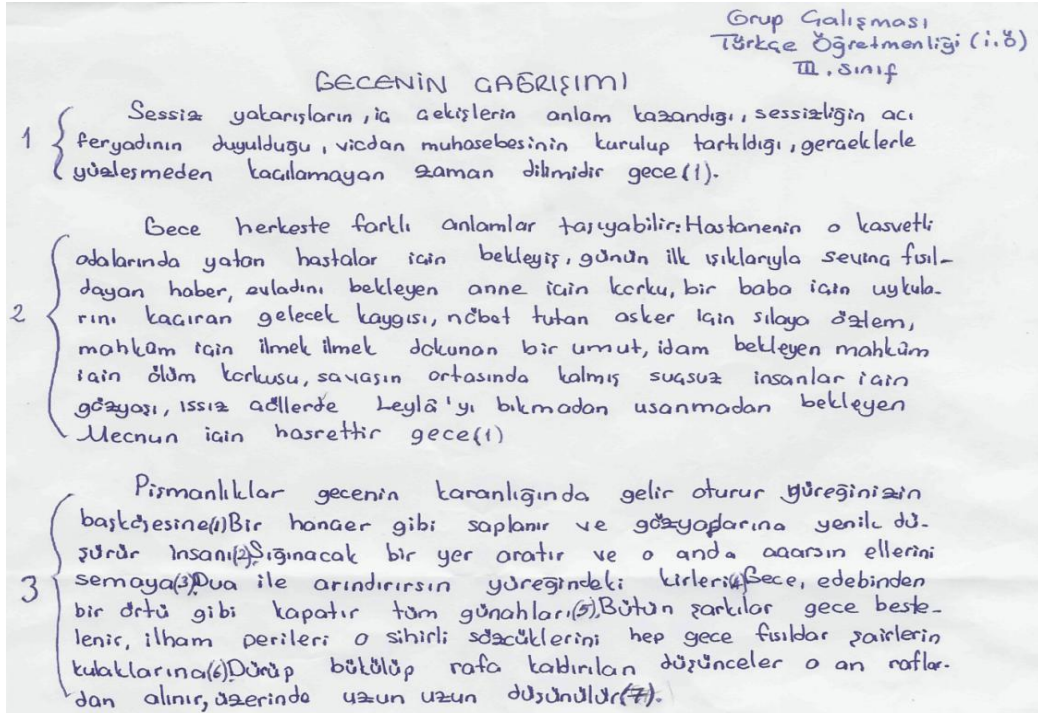 Grup Çalışması
Türkçe Öğretmenliği (i.ö)
III. sınıf
GECENİN ÇAĞRIŞIMI
Sessiz yakarışların, iç çekişlerin anlam kazandığı, sessizliğin acı
1 feryadının duyulduğu, vicdan muhasebesinin kurulup tartıldığı, gerçeklerle
yüzleşmeden kaçılamayan zaman dilimidir gece (1).
Gece herkeste farklı anlamlar taşıyabilir: Hastanenin o kasvetli
odalarında yatan hastalar için bekleyiş, günün ilk ışıklarıyla sevinç fısıl-
dayan haber, evladını bekleyen anne için korku, bir baba için uykula-
2 rını kaçıran gelecek kaygısı, nöbet tutan asker için sılaya özlem,
mahkûm için ilmek ilmek dokunan bir umut, idam bekleyen mahkûm
için ölüm korkusu, savaşın ortasında kalmış suçsuz insanlar için
gözyaşı, ıssız çöllerde Leylâ'yı bıkmadan usanmadan bekleyen
Mecnun için hasrettir gece (1)
Pişmanlıklar gecenin karanlığında gelir oturur yüreğinizin
başköşesine(1)Bir hançer gibi saplanır ve gözyaşlarına yenik dü-
şürür insanı(2).Sığınacak bir yer aratır ve o anda açarsın ellerini
3 semaya(3).Dua ile arındırırsın yüreğindeki kirleri(4)Gece, edebinden
bir örtü gibi kapatır tüm günahları(5).Bütün şarkılar gece beste-
lenir, ilham perileri o sihirli sözcüklerini hep gece fısıldar şairlerin
kulaklarına(6)Dürüp bükülüp rafa kaldırılan düşünceler o an raflar-
dan alınır, üzerinde uzun uzun düşünülür(7).